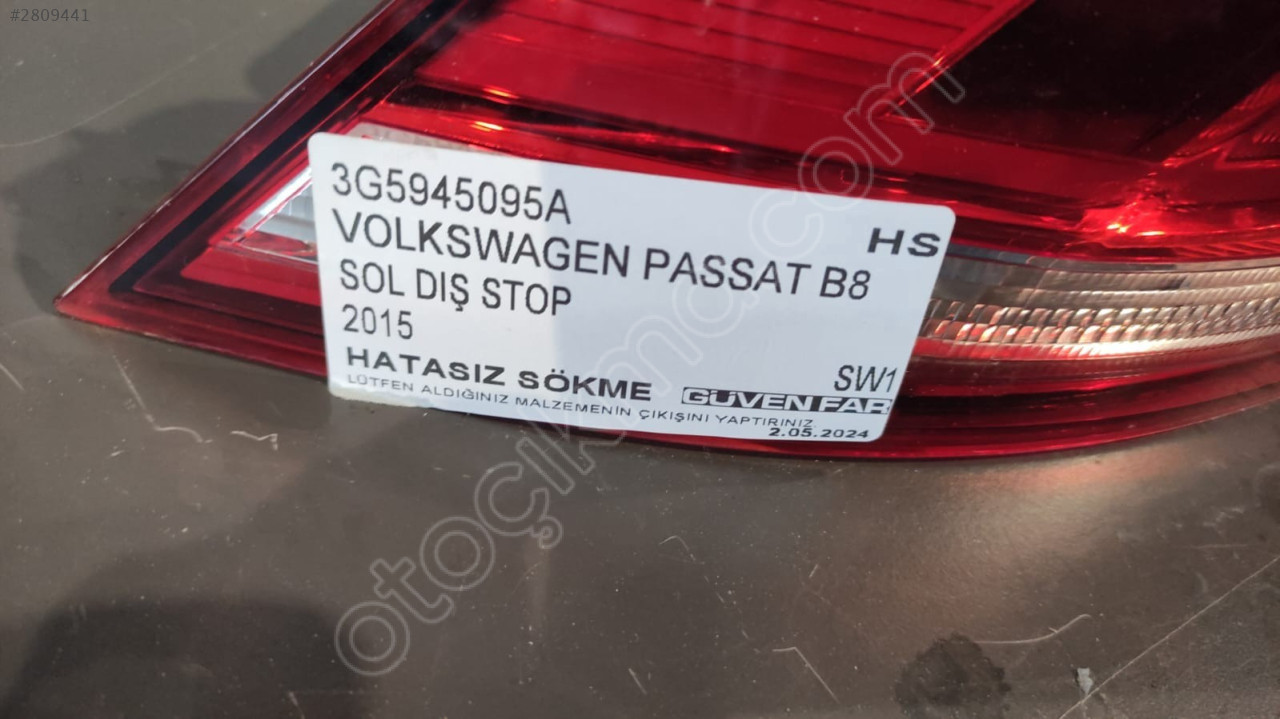 #2809441
3G5945095A
VOLKSWAGEN PASSAT B8
HS
SOL DIŞ STOP
2015
HATASIZ SÖKME
SW1
GÜVEN FAR
LÜTFEN ALDIĞINIZ MALZEMENİN ÇIKIŞINI YAPTIRINIZ
2.05.2024
otoçıkma.com